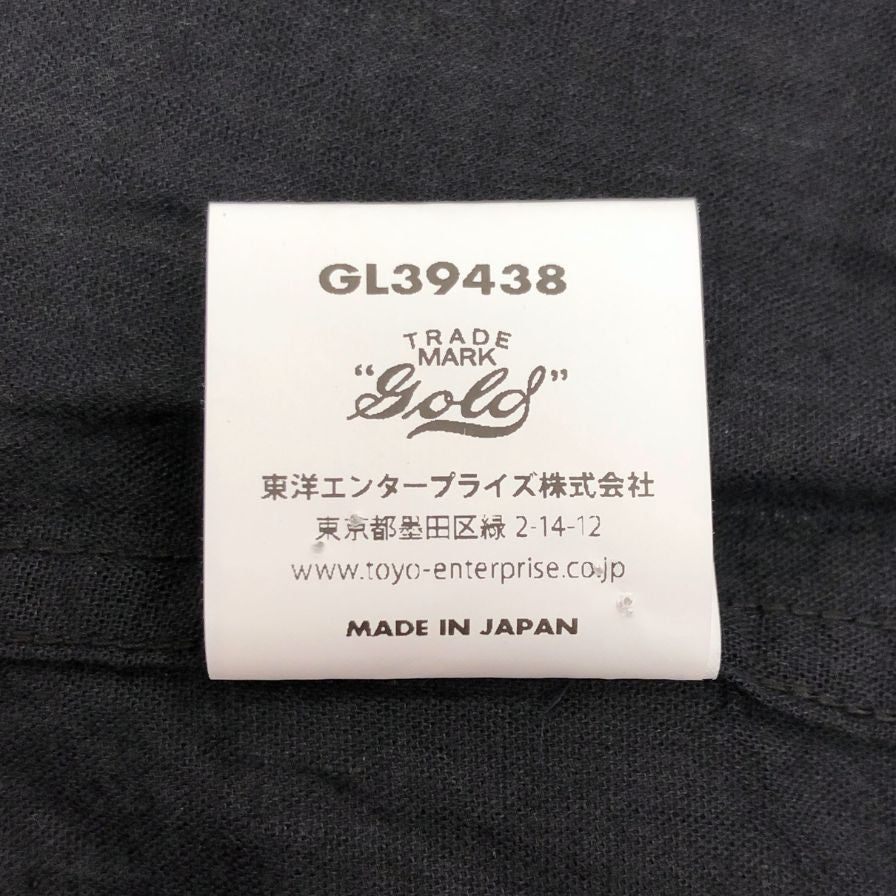 GL39438
TRADE
MARK
“Gold”
東洋エンタープライズ株式会社
東京都墨田区緑 2-14-12
www.toyo-enterprise.co.jp
MADE IN JAPAN